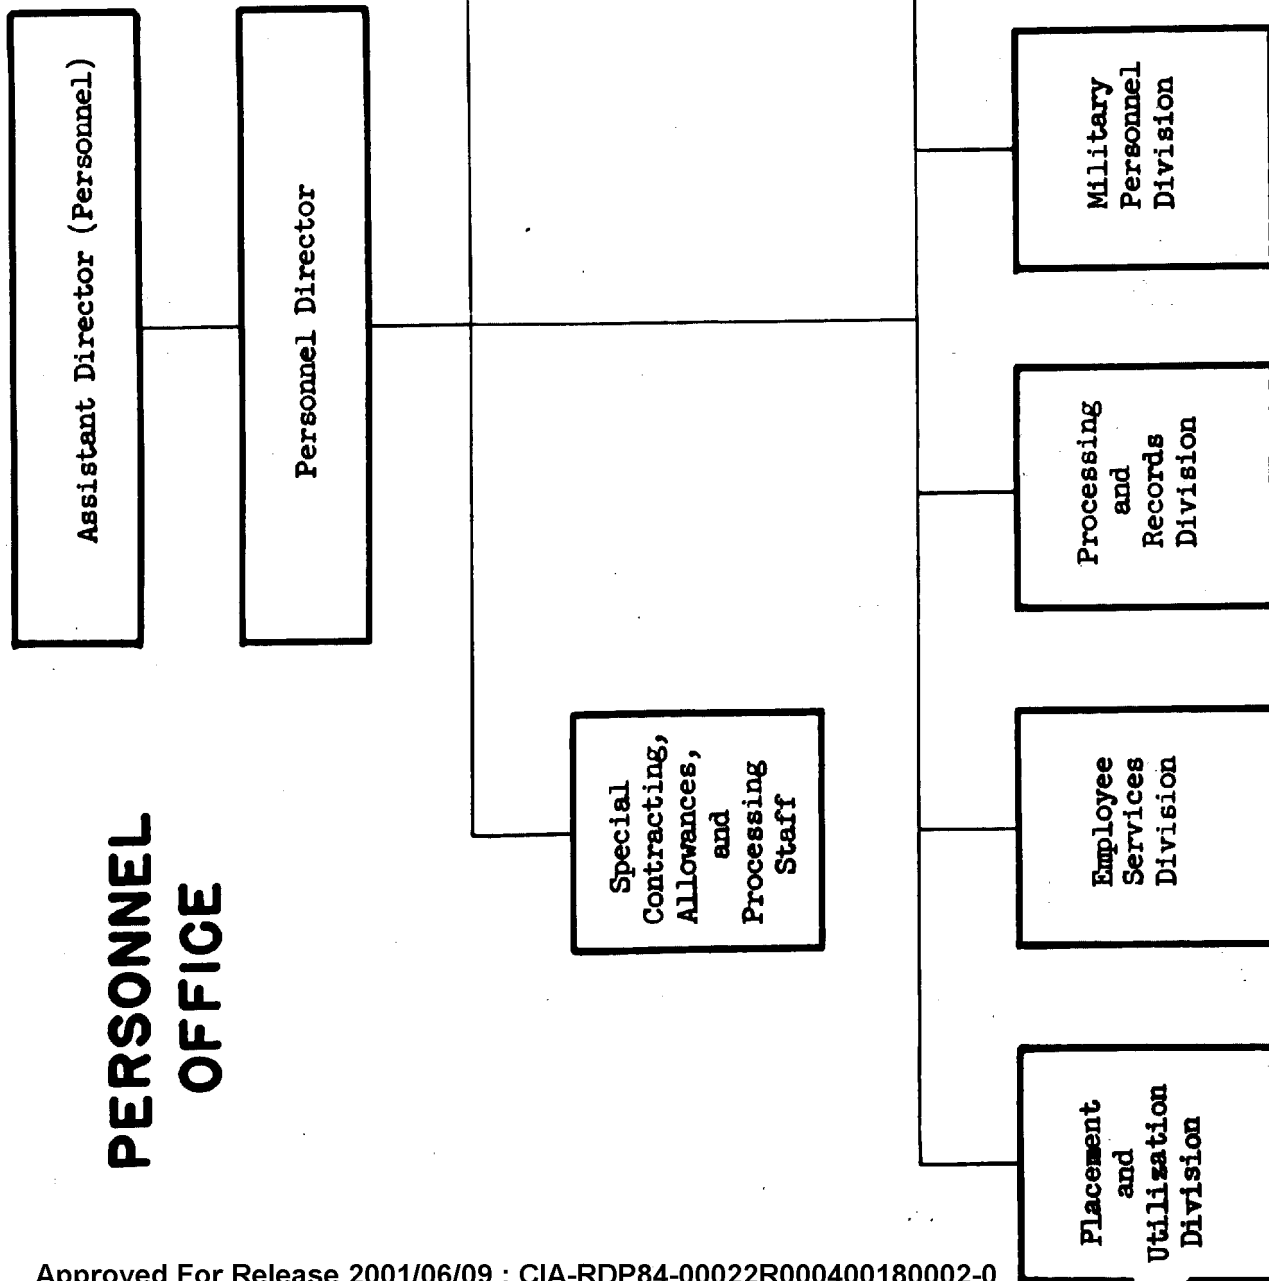 PERSONNEL
OFFICE
Assistant Director (Personnel)
Personnel Director
Special
Contracting,
Allowances,
and
Processing
Staff
Placement
and
Utilization
Division
Employee
Services
Division
Processing
and
Records
Division
Military
Personnel
Division
Approved For Release 2001/06/09 : CIA-RDP84-00022R000400180002-0